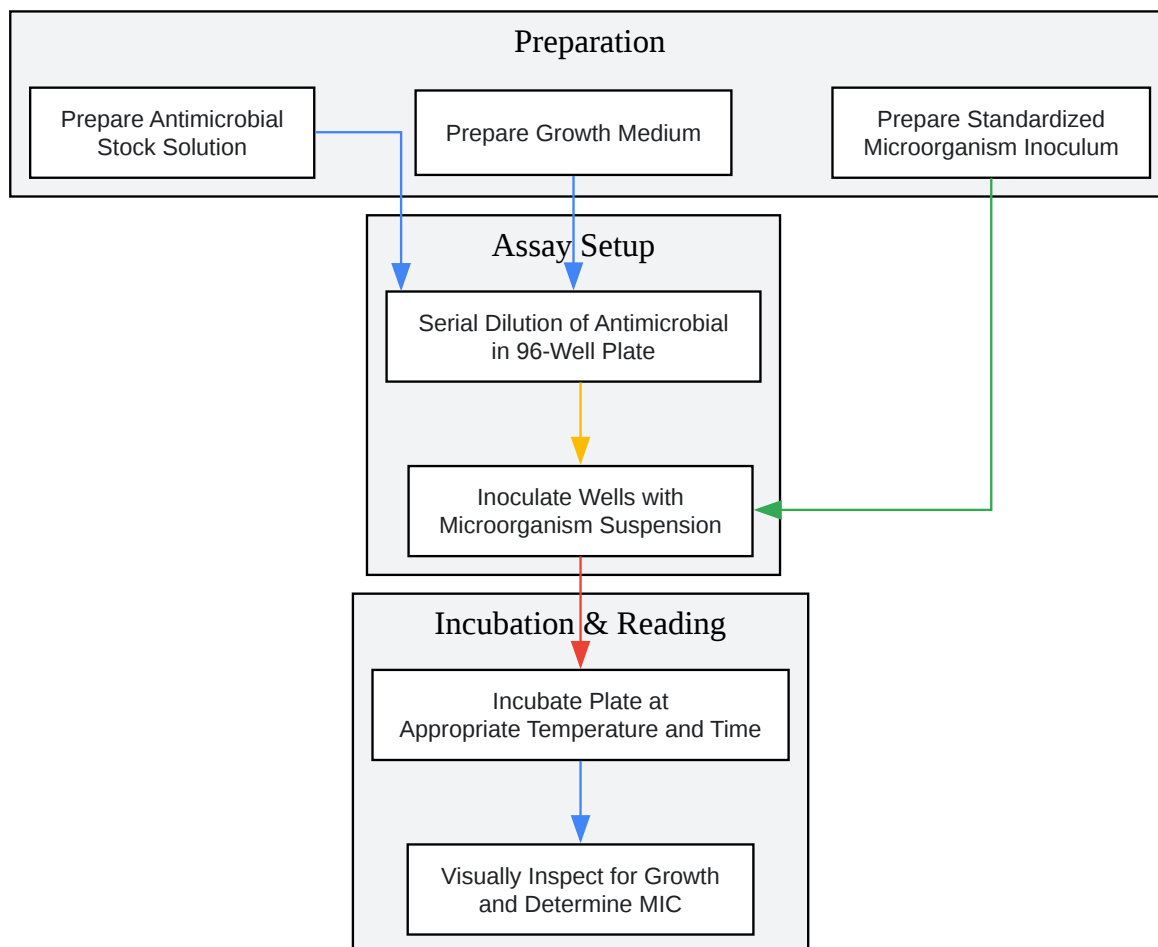 Preparation
Prepare Antimicrobial
Stock Solution
Prepare Growth Medium
Prepare Standardized
Microorganism Inoculum
Assay Setup
Serial Dilution of Antimicrobial
in 96-Well Plate
Inoculate Wells with
Microorganism Suspension
Incubation & Reading
Incubate Plate at
Appropriate Temperature and Time
Visually Inspect for Growth
and Determine MIC